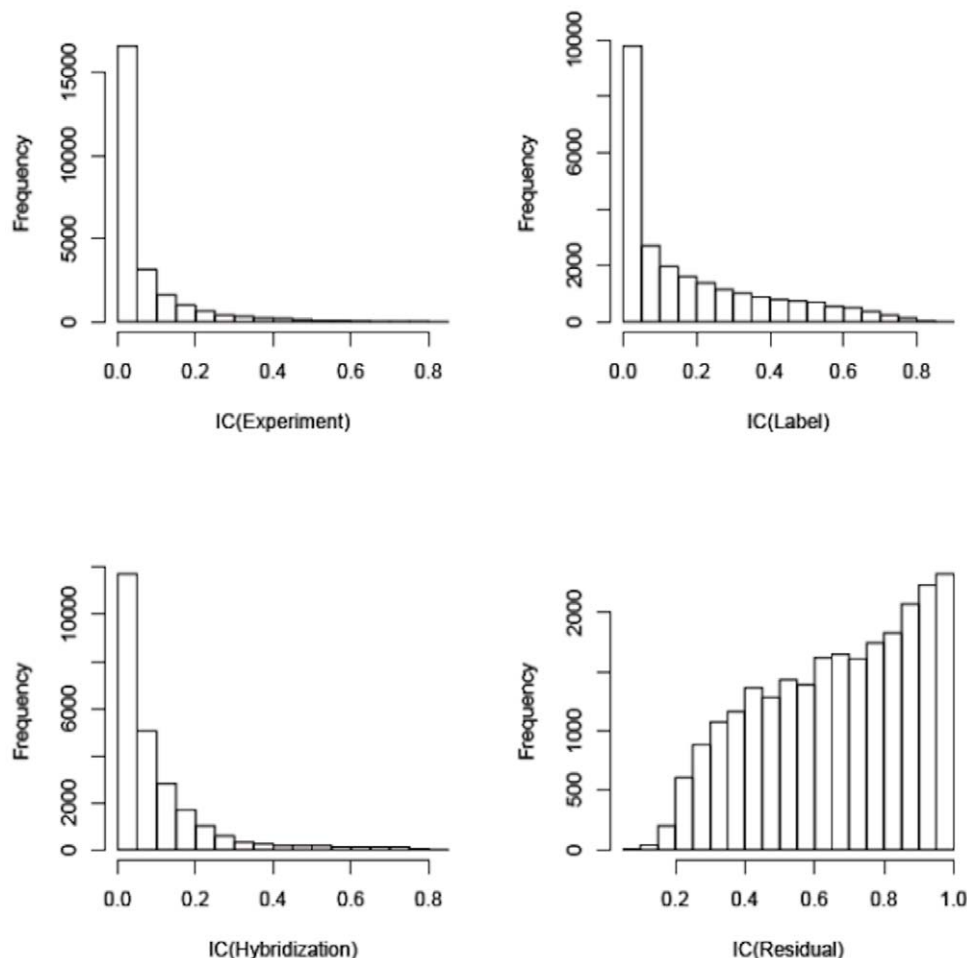 Frequency
0 5000 10000 15000
0.0 0.2 0.4 0.6 0.8
IC(Experiment)
Frequency
0 2000 6000 10000
0.0 0.2 0.4 0.6 0.8
IC(Label)
Frequency
0 2000 6000 10000
0.0 0.2 0.4 0.6 0.8
IC(Hybridization)
Frequency
0 500 1000 2000
0.2 0.4 0.6 0.8 1.0
IC(Residual)